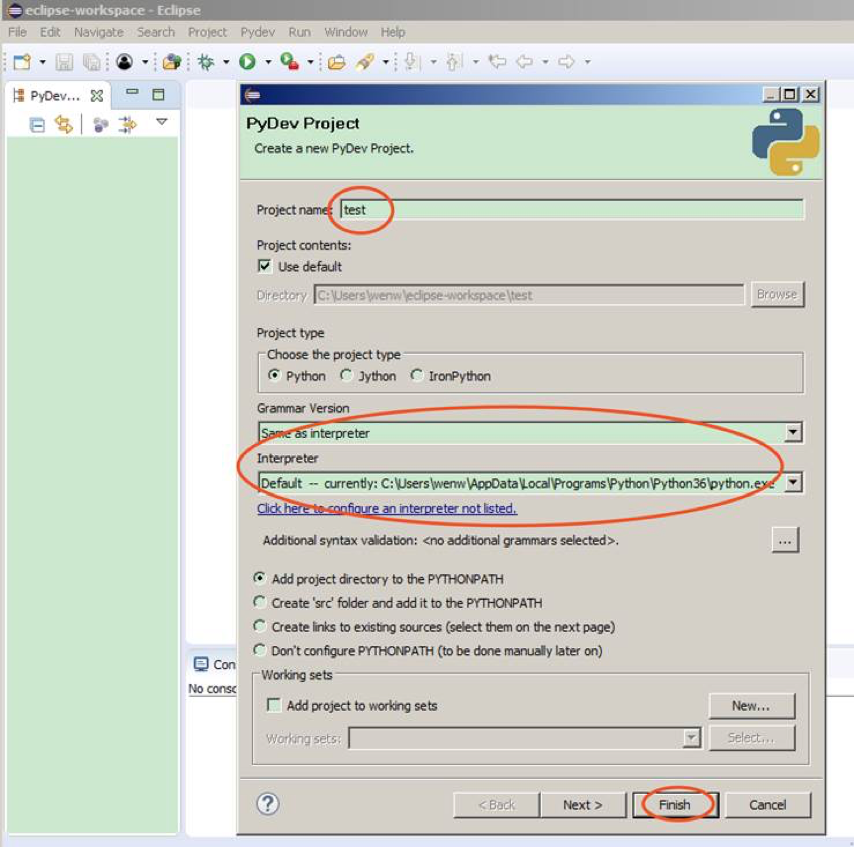 eclipse-workspace - Eclipse
File Edit Navigate Search Project Pydev Run Window Help
PyDev...
PyDev Project
Create a new PyDev Project.
Project name: test
Project contents:
Use default
Directory C:\Users\wenw\eclipse-workspace\test Browse
Project type
Choose the project type
Python Jython IronPython
Grammar Version
Same as interpreter
Interpreter
Default -- currently: C:\Users\wenw\AppData\Local\Programs\Python\Python36\python.exe
Click here to configure an interpreter not listed.
Additional syntax validation: <no additional grammars selected>. ...
Add project directory to the PYTHONPATH
Create 'src' folder and add it to the PYTHONPATH
Create links to existing sources (select them on the next page)
Don't configure PYTHONPATH (to be done manually later on)
Con
Working sets
No conso
Add project to working sets New...
Working sets: Select...
? < Back Next > Finish Cancel